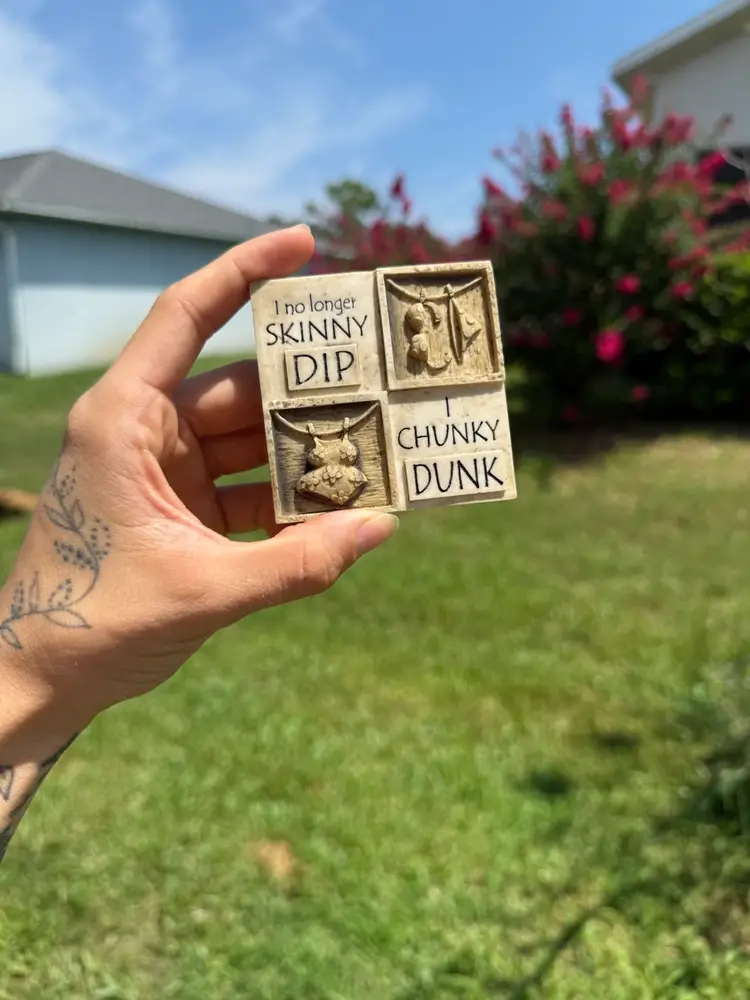 I no longer
SKINNY
DIP
I
CHUNKY
DUNK